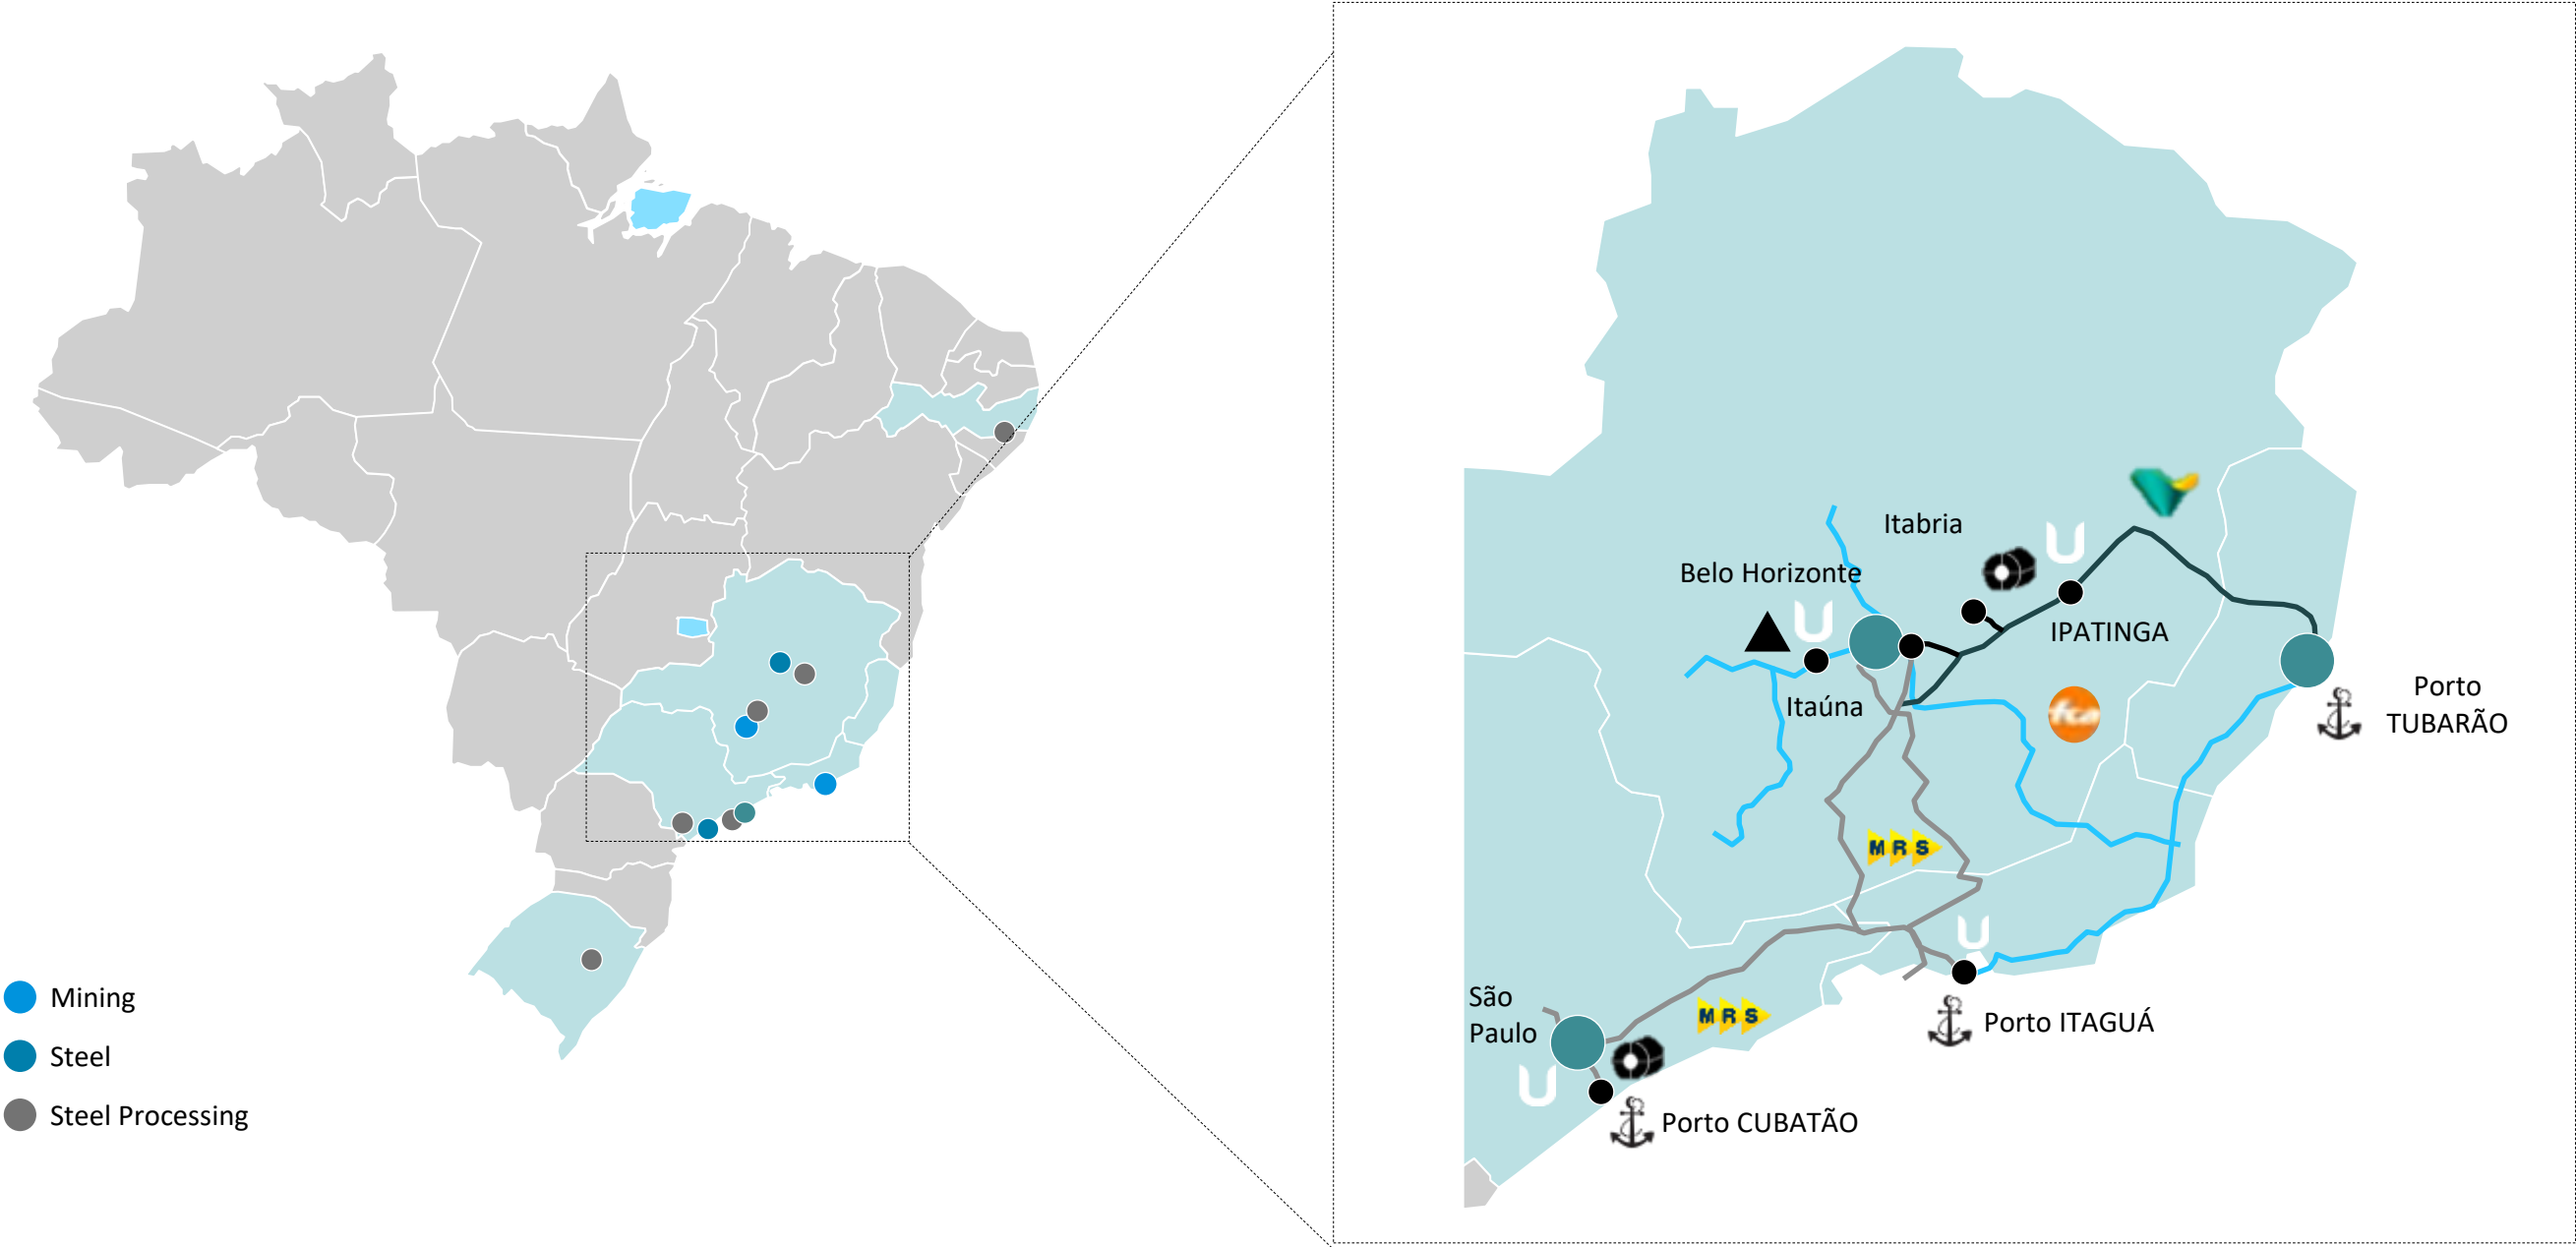 Mining
Steel
Steel Processing
Itabria
Belo Horizonte
IPATINGA
Itaúna
fca
Porto
TUBARÃO
MRS
São
Paulo
MRS
Porto ITAGUÁ
Porto CUBATÃO